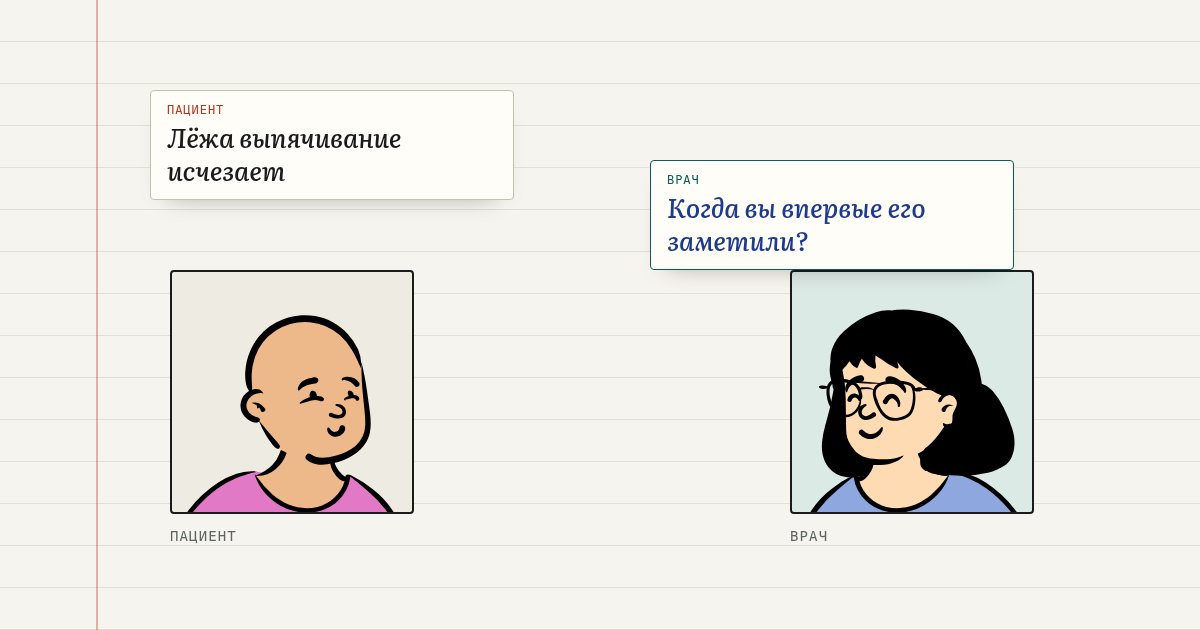 ПАЦИЕНТ
Лёжа выпячивание
исчезает
ВРАЧ
Когда вы впервые его
заметили?
ПАЦИЕНТ
ВРАЧ